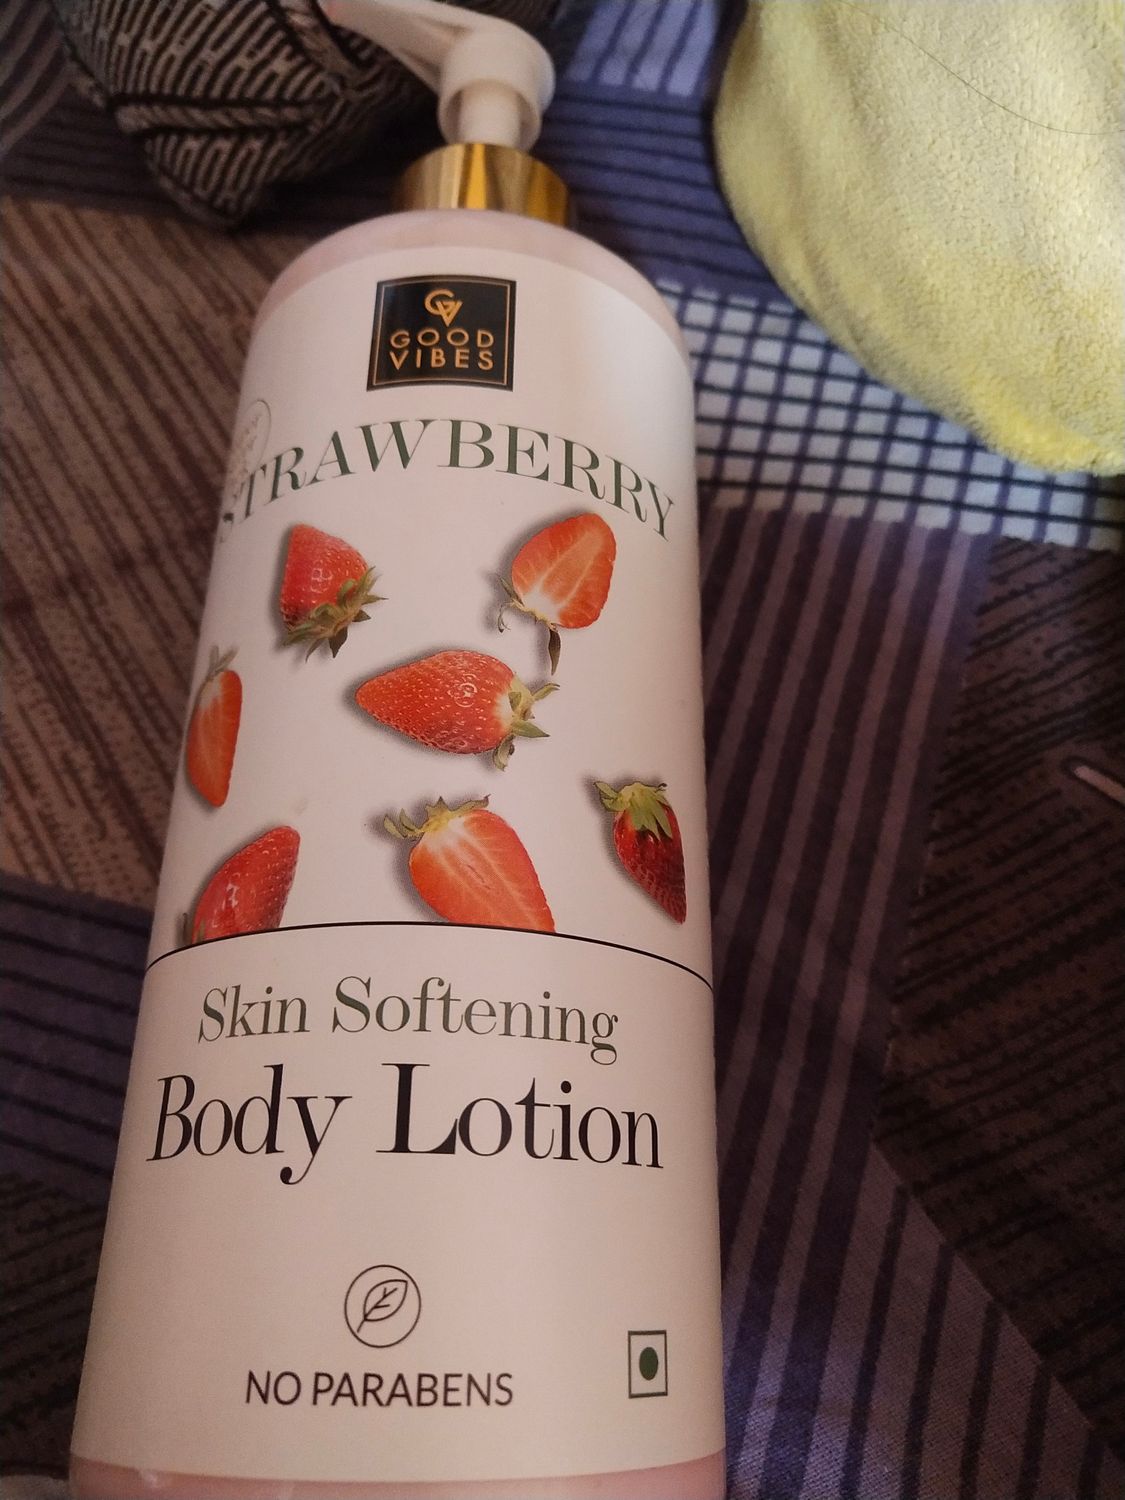 GV
GOOD
VIBES
STRAWBERRY
Skin Softening
Body Lotion
NO PARABENS